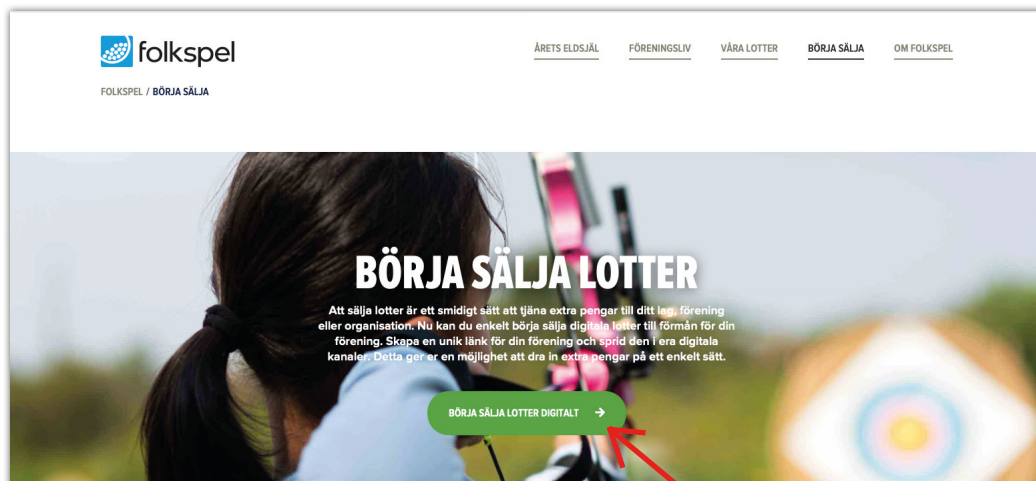 folkspel
ÅRETS ELDSJÄL
FÖRENINGSLIV
VÅRA LOTTER
BÖRJA SÄLJA
OM FOLKSPEL
FOLKSPEL / BÖRJA SÄLJA
BÖRJA SÄLJA LOTTER
Att sälja lotter är ett smidigt sätt att tjäna extra pengar till ditt lag, förening
eller organisation. Nu kan du enkelt börja sälja digitala lotter till förmån för din
förening. Skapa en unik länk för din förening och sprid den i era digitala
kanaler. Detta ger er en möjlighet att dra in extra pengar på ett enkelt sätt.
BÖRJA SÄLJA LOTTER DIGITALT